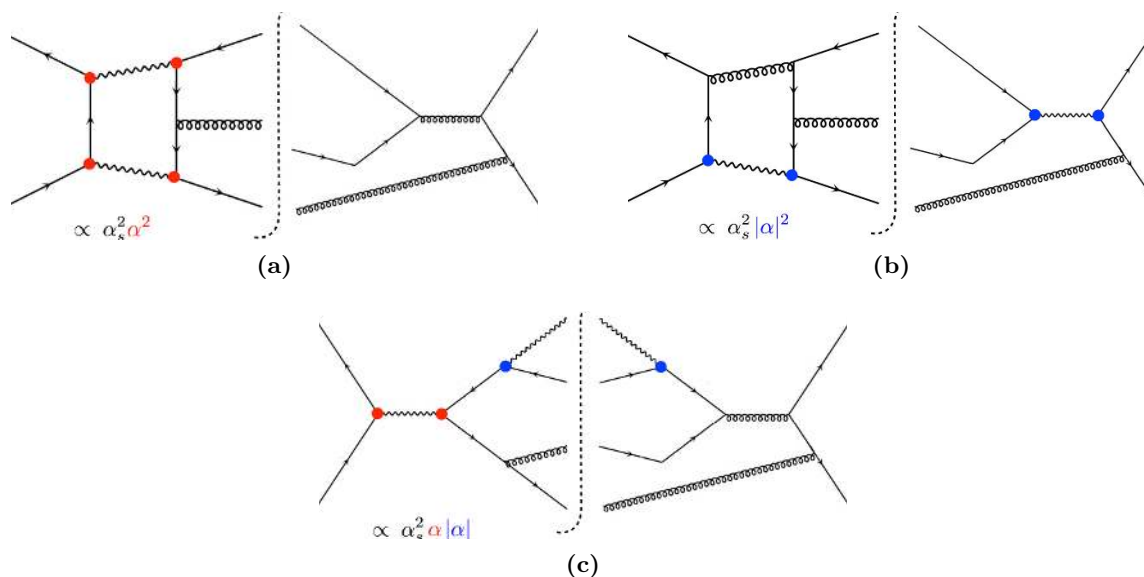 ∝ α_s^2 α^2
(a)
∝ α_s^2 |α|^2
(b)
∝ α_s^2 α |α|
(c)